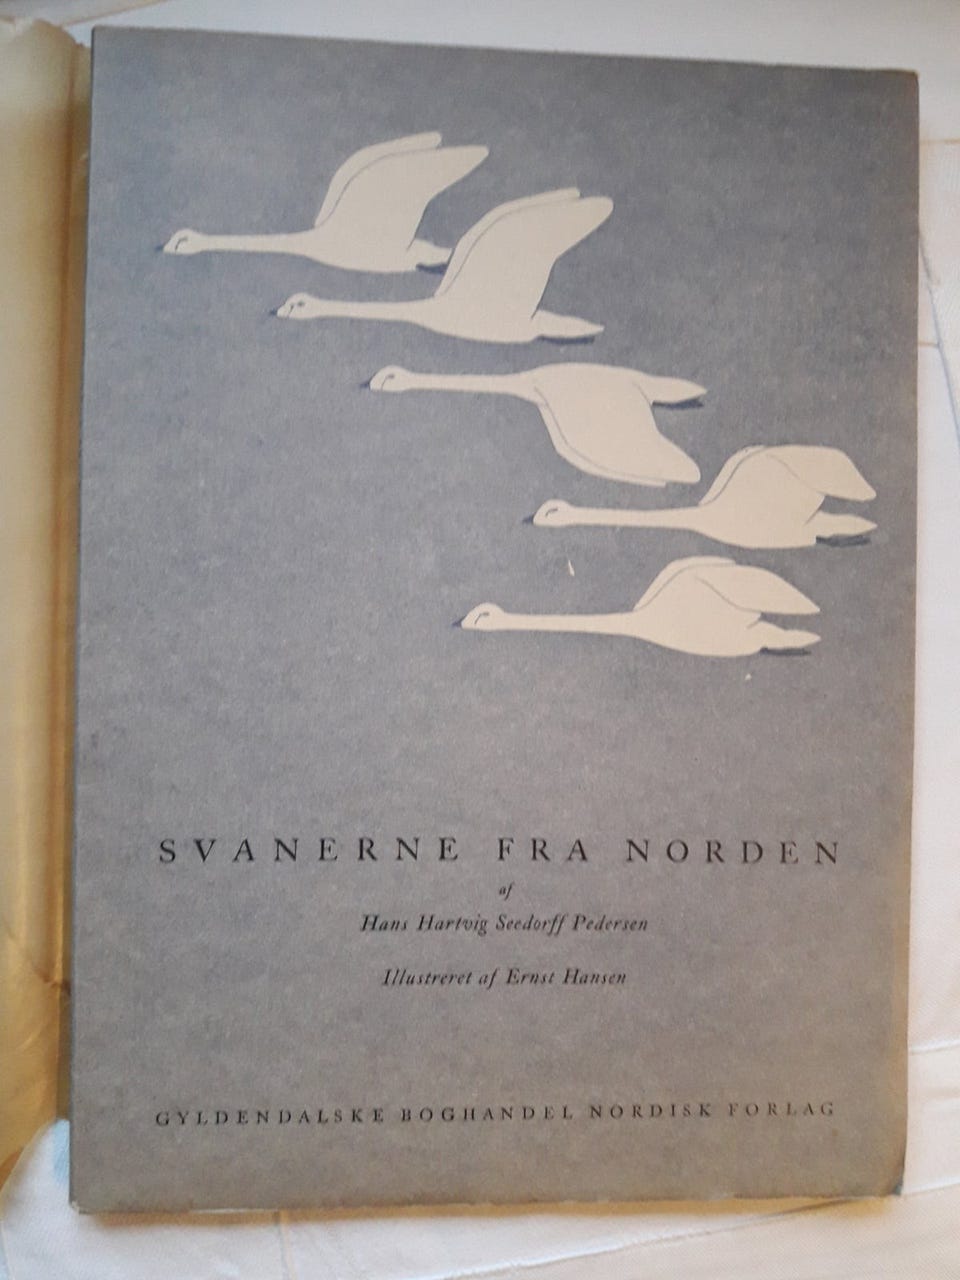 SVANERNE FRA NORDEN
af
Hans Hartvig Seedorff Pedersen
Illustreret af Ernst Hansen
GYLDENDALSKE BOGHANDEL NORDISK FORLAG